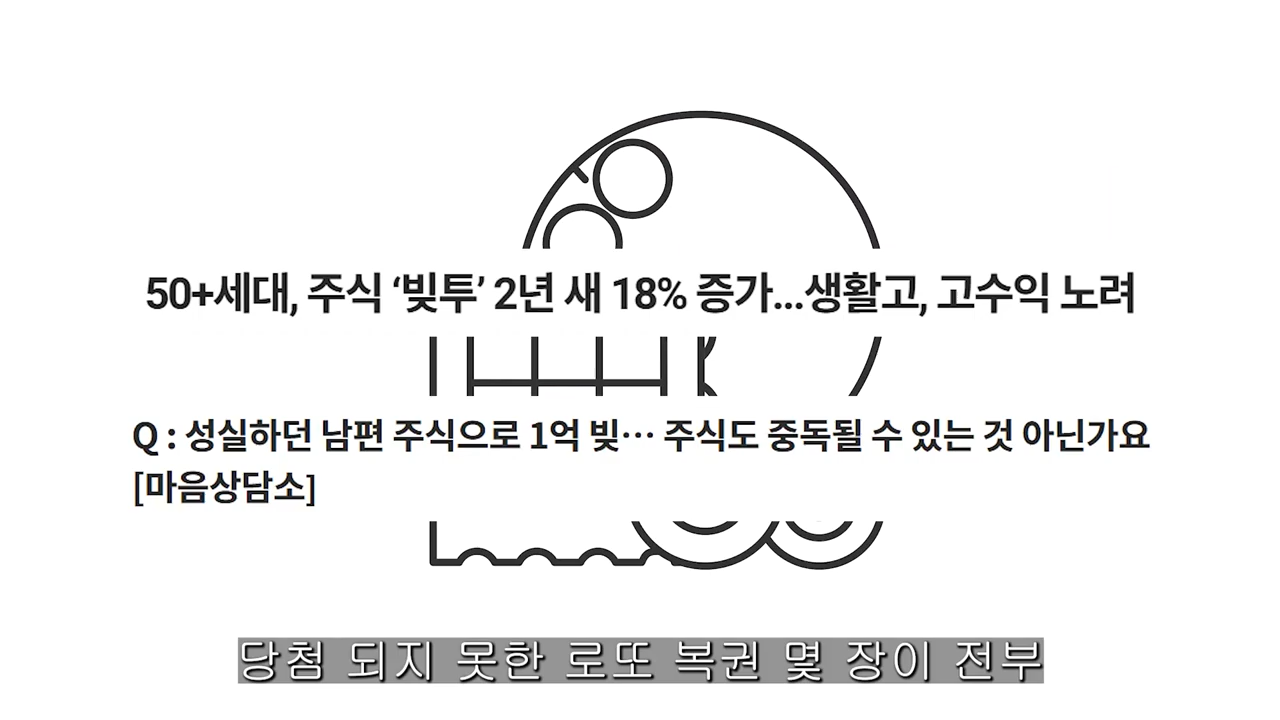 50+세대, 주식 ‘빚투’ 2년 새 18% 증가...생활고, 고수익 노려
Q : 성실하던 남편 주식으로 1억 빚… 주식도 중독될 수 있는 것 아닌가요
[마음상담소]
당첨 되지 못한 로또 복권 몇 장이 전부